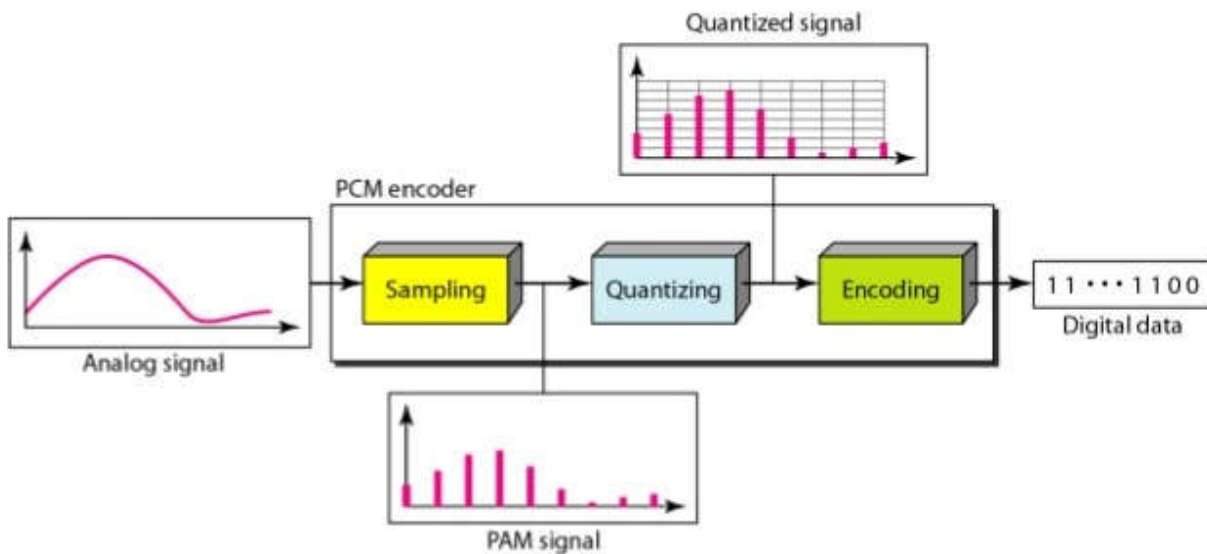 Quantized signal
PCM encoder
Sampling
Quantizing
Encoding
11···1100
Digital data
Analog signal
PAM signal